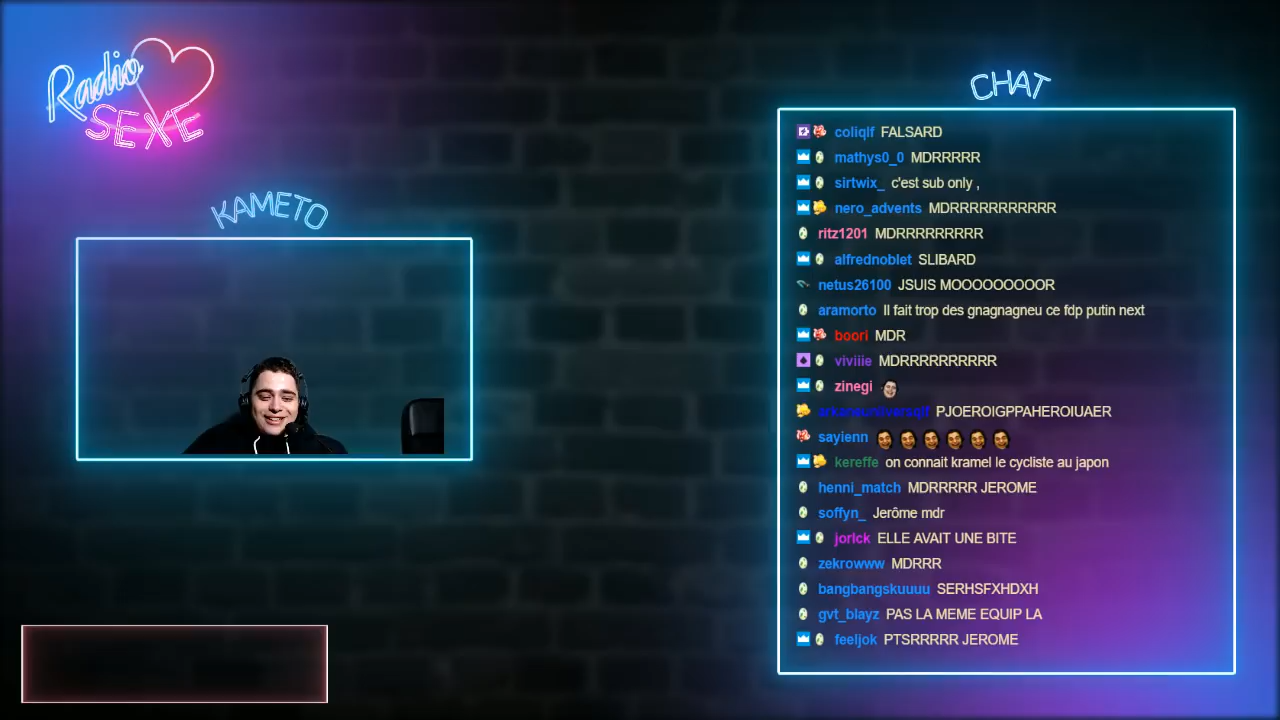 Radio
SEXE
KAMETO
CHAT
coliqlf FALSARD
mathys0_0 MDRRRRR
sirtwix_ c'est sub only ,
nero_advents MDRRRRRRRRRRR
ritz1201 MDRRRRRRRRR
alfrednoblet SLIBARD
netus26100 JSUIS MOOOOOOOOOR
aramorto Il fait trop des gnagnagneu ce fdp putin next
boori MDR
viviiie MDRRRRRRRRRR
zinegi
PJOEROIGPPAHEROIUAER
sayienn
kereffe on connait kramel le cycliste au japon
henni_match MDRRRRR JEROME
soffyn_ Jerôme mdr
jorlck ELLE AVAIT UNE BITE
zekrowww MDRRR
bangbangskuuuu SERHSFXHDXH
gvt_blayz PAS LA MEME EQUIP LA
feeljok PTSRRRRR JEROME